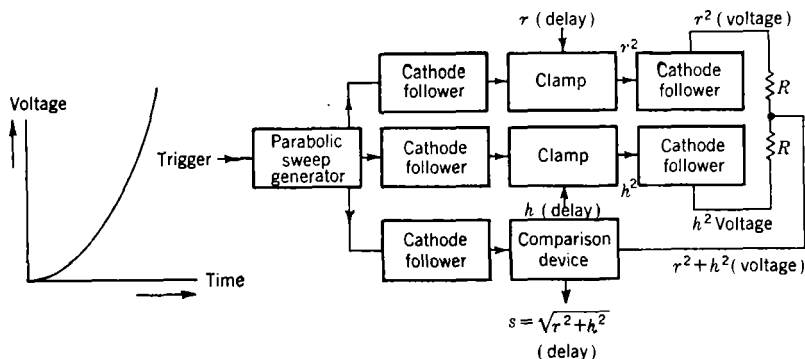 Voltage
Time
Trigger
Parabolic
sweep
generator
Cathode
follower
r (delay)
Clamp
r²
Cathode
follower
r² (voltage)
R
Cathode
follower
Clamp
h²
Cathode
follower
R
h (delay)
h² Voltage
Cathode
follower
Comparison
device
r²+h² (voltage)
s=√r²+h²
(delay)